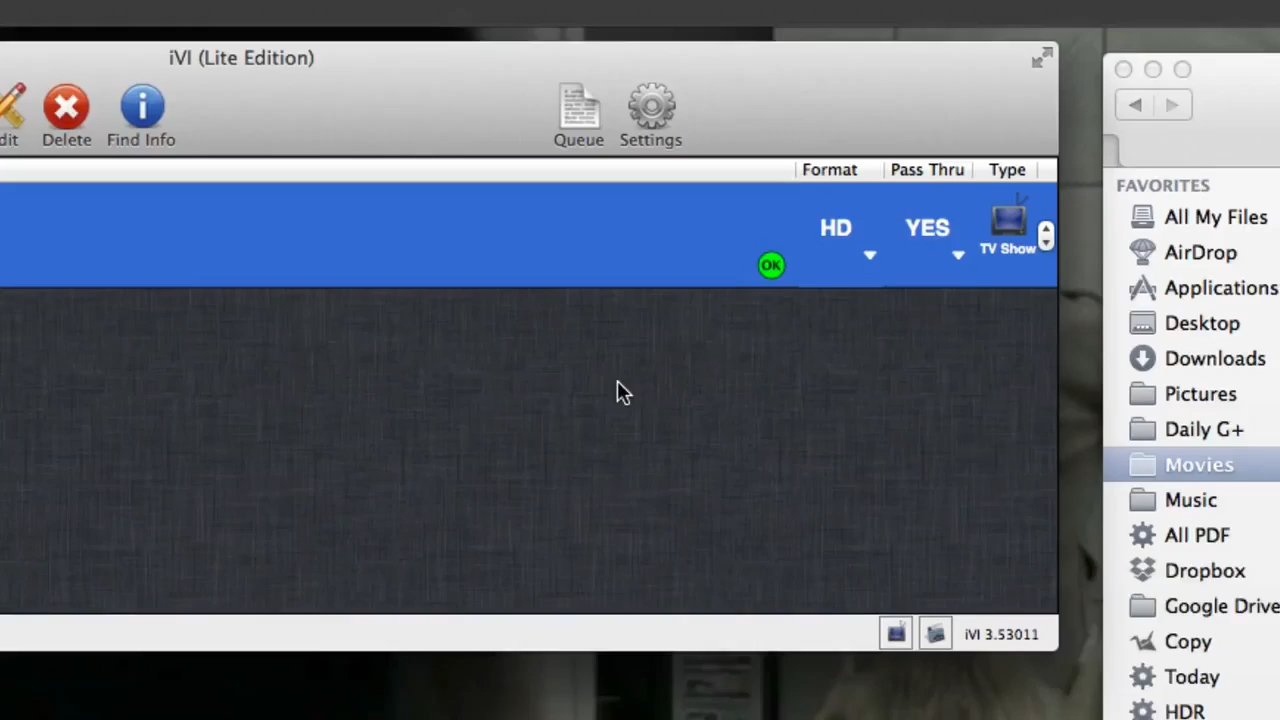 iVI (Lite Edition)
dit
Delete
Find Info
Queue
Settings
Format
Pass Thru
Type
HD
YES
TV Show
OK
iVI 3.53011
FAVORITES
All My Files
AirDrop
Applications
Desktop
Downloads
Pictures
Daily G+
Movies
Music
All PDF
Dropbox
Google Drive
Copy
Today
HDR